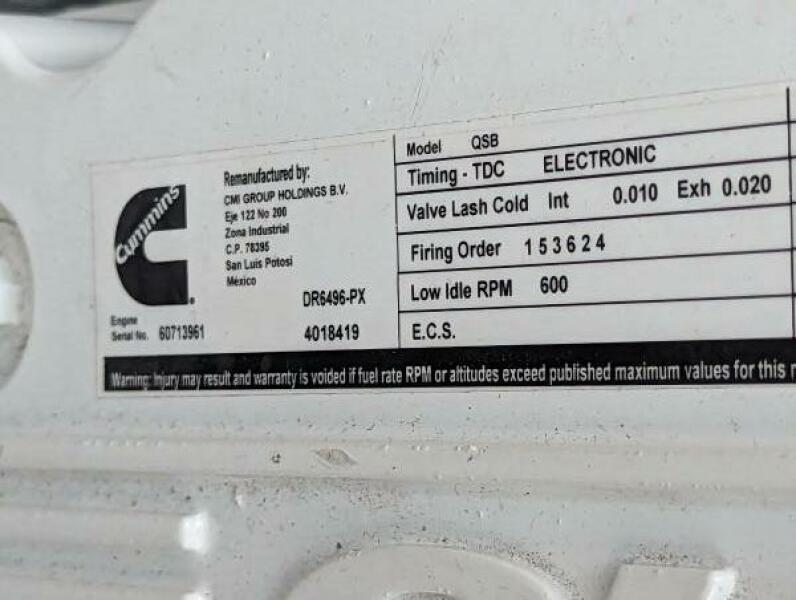 Cummins
Remanufactured by:
CMI GROUP HOLDINGS B.V.
Eje 122 No 200
Zona Industrial
C.P. 78395
San Luis Potosi
México
DR6496-PX
Engine
Serial No. 60713961
4018419
Model QSB
Timing - TDC ELECTRONIC
Valve Lash Cold Int 0.010 Exh 0.020
Firing Order 1 5 3 6 2 4
Low Idle RPM 600
E.C.S.
Warning: Injury may result and warranty is voided if fuel rate RPM or altitudes exceed published maximum values for this